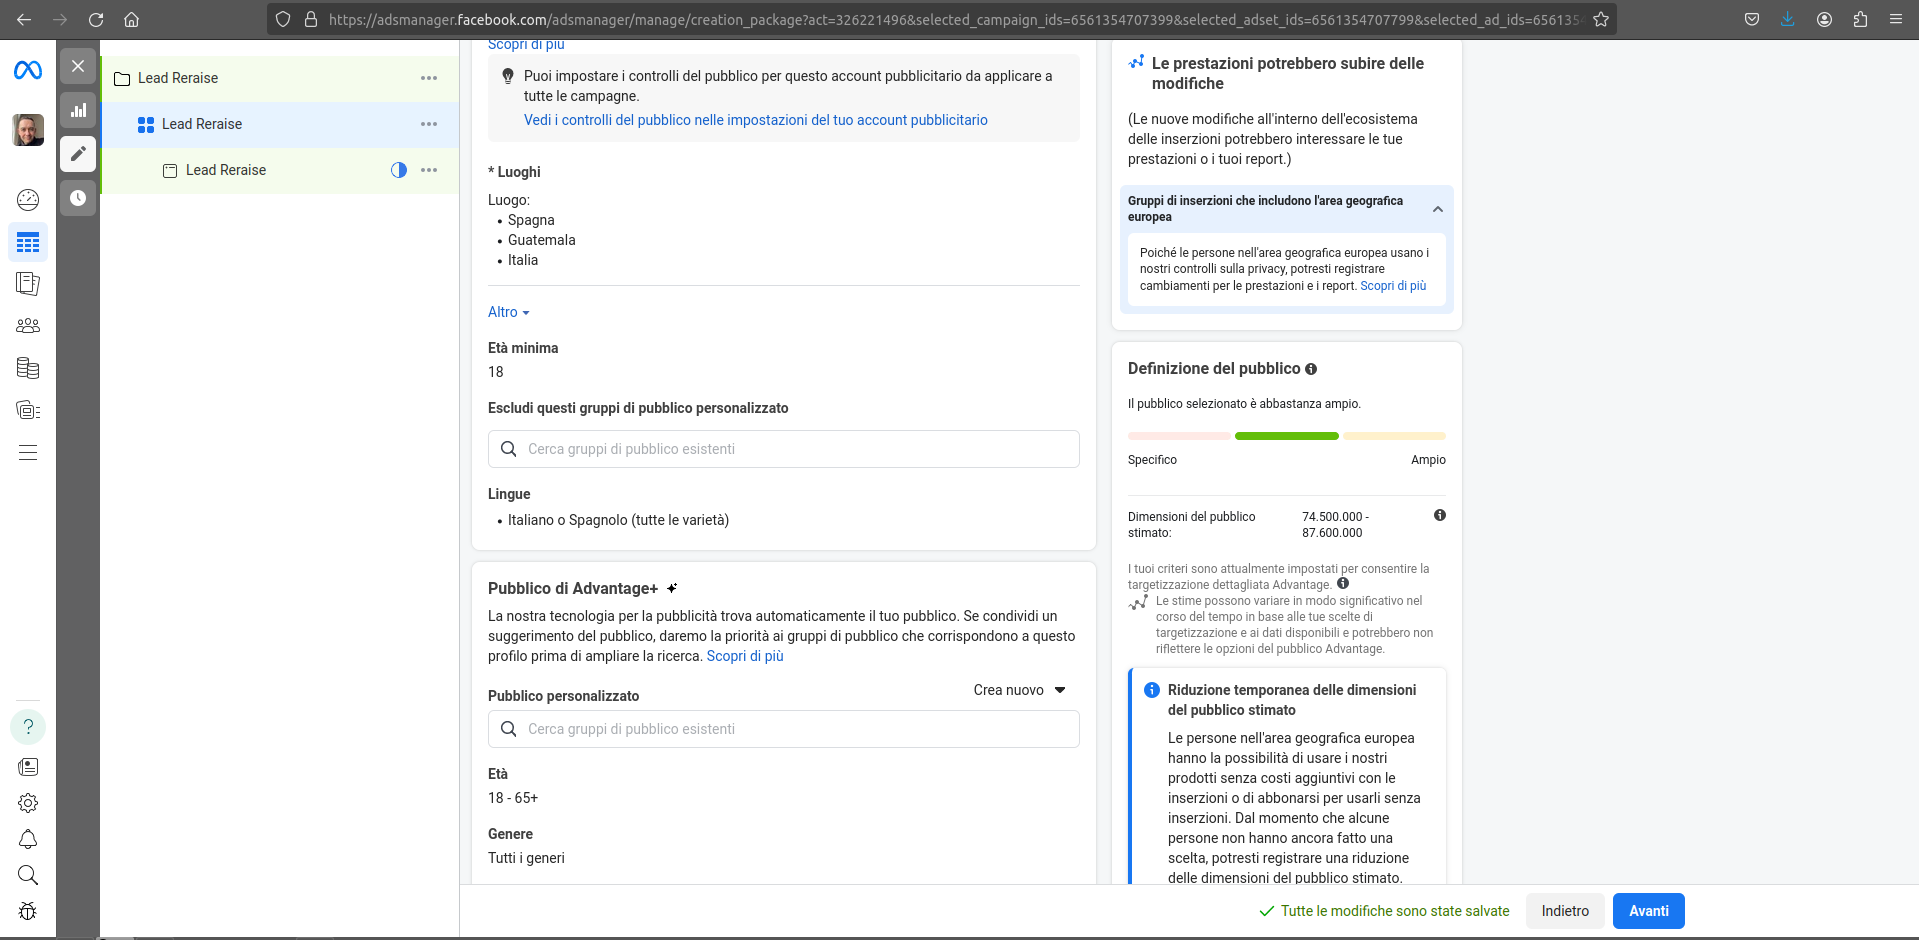 https://adsmanager.facebook.com/adsmanager/manage/creation_package?act=326221496&selected_campaign_ids=6561354707399&selected_adset_ids=6561354707799&selected_ad_ids=656135
Lead Reraise
Lead Reraise
Lead Reraise
Scopri di più
Puoi impostare i controlli del pubblico per questo account pubblicitario da applicare a
tutte le campagne.
Vedi i controlli del pubblico nelle impostazioni del tuo account pubblicitario
* Luoghi
Luogo:
• Spagna
• Guatemala
• Italia
Altro
Età minima
18
Escludi questi gruppi di pubblico personalizzato
Cerca gruppi di pubblico esistenti
Lingue
• Italiano o Spagnolo (tutte le varietà)
Pubblico di Advantage+
La nostra tecnologia per la pubblicità trova automaticamente il tuo pubblico. Se condividi un
suggerimento del pubblico, daremo la priorità ai gruppi di pubblico che corrispondono a questo
profilo prima di ampliare la ricerca. Scopri di più
Pubblico personalizzato
Crea nuovo
Cerca gruppi di pubblico esistenti
Età
18 - 65+
Genere
Tutti i generi
Le prestazioni potrebbero subire delle
modifiche
(Le nuove modifiche all'interno dell'ecosistema
delle inserzioni potrebbero interessare le tue
prestazioni o i tuoi report.)
Gruppi di inserzioni che includono l'area geografica
europea
Poiché le persone nell'area geografica europea usano i
nostri controlli sulla privacy, potresti registrare
cambiamenti per le prestazioni e i report. Scopri di più
Definizione del pubblico
Il pubblico selezionato è abbastanza ampio.
Specifico
Ampio
Dimensioni del pubblico
stimato:
74.500.000 -
87.600.000
I tuoi criteri sono attualmente impostati per consentire la
targetizzazione dettagliata Advantage.
Le stime possono variare in modo significativo nel
corso del tempo in base alle tue scelte di
targetizzazione e ai dati disponibili e potrebbero non
riflettere le opzioni del pubblico Advantage.
Riduzione temporanea delle dimensioni
del pubblico stimato
Le persone nell'area geografica europea
hanno la possibilità di usare i nostri
prodotti senza costi aggiuntivi con le
inserzioni o di abbonarsi per usarli senza
inserzioni. Dal momento che alcune
persone non hanno ancora fatto una
scelta, potresti registrare una riduzione
delle dimensioni del pubblico stimato.
Tutte le modifiche sono state salvate
Indietro
Avanti